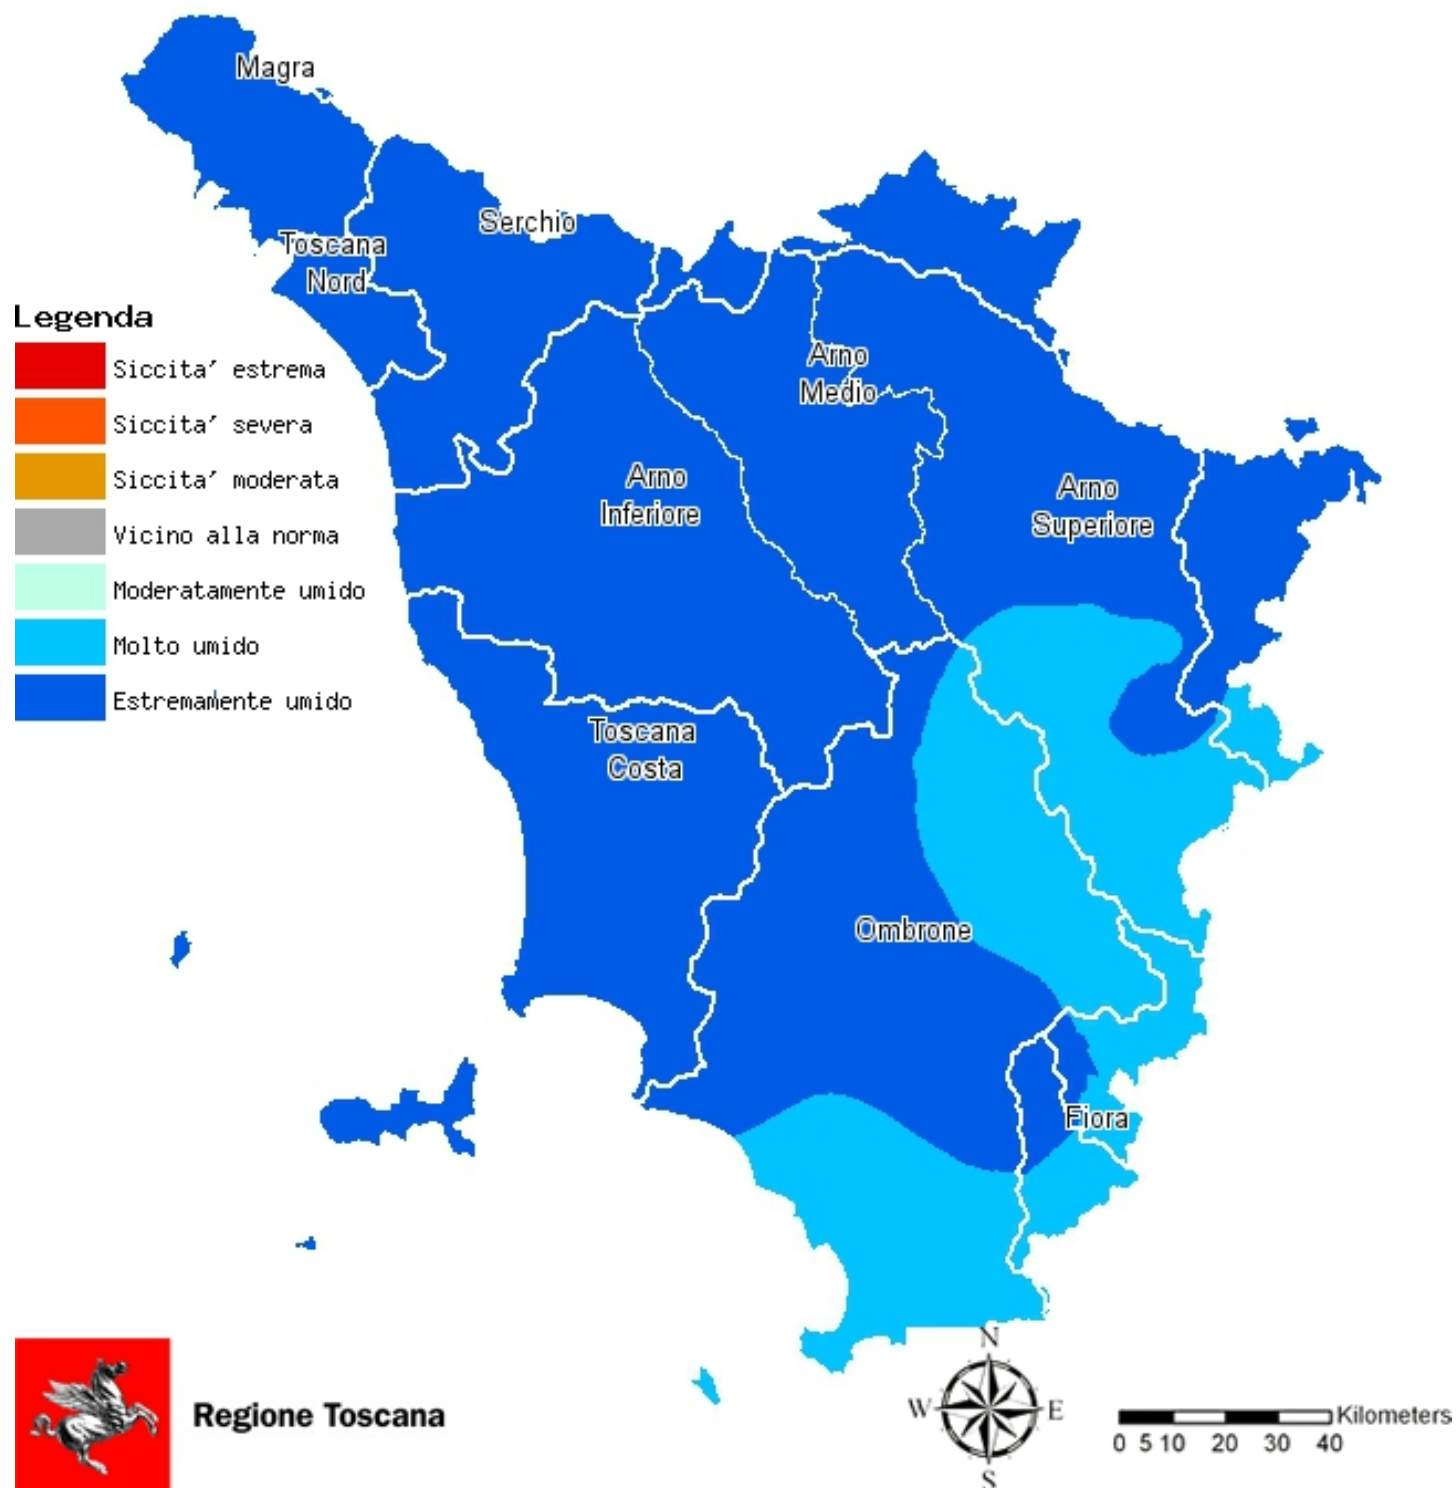 Magra
Serchio
Toscana
Nord
Legenda
Siccita' estrema
Siccita' severa
Siccita' moderata
Vicino alla norma
Moderatamente umido
Molto umido
Estremamente umido
Arno
Medio
Arno
Inferiore
Arno
Superiore
Toscana
Costa
Ombrone
Fiora
Regione Toscana
N
W
E
S
Kilometers
0 5 10 20 30 40